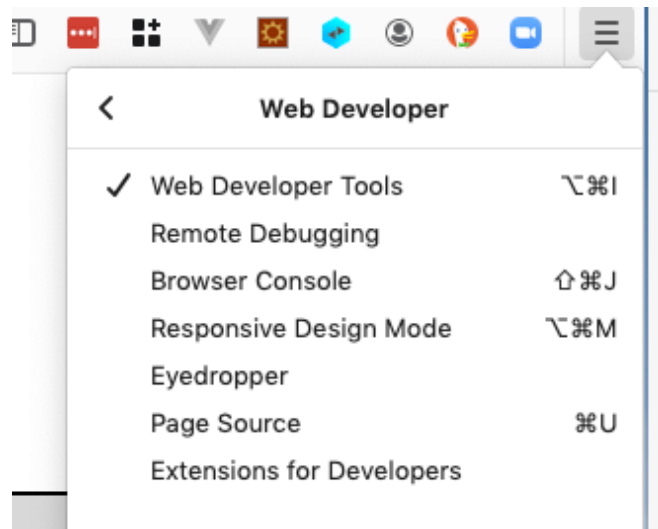 Web Developer
✓ Web Developer Tools ⌥⌘I
Remote Debugging
Browser Console ⇧⌘J
Responsive Design Mode ⌥⌘M
Eyedropper
Page Source ⌘U
Extensions for Developers